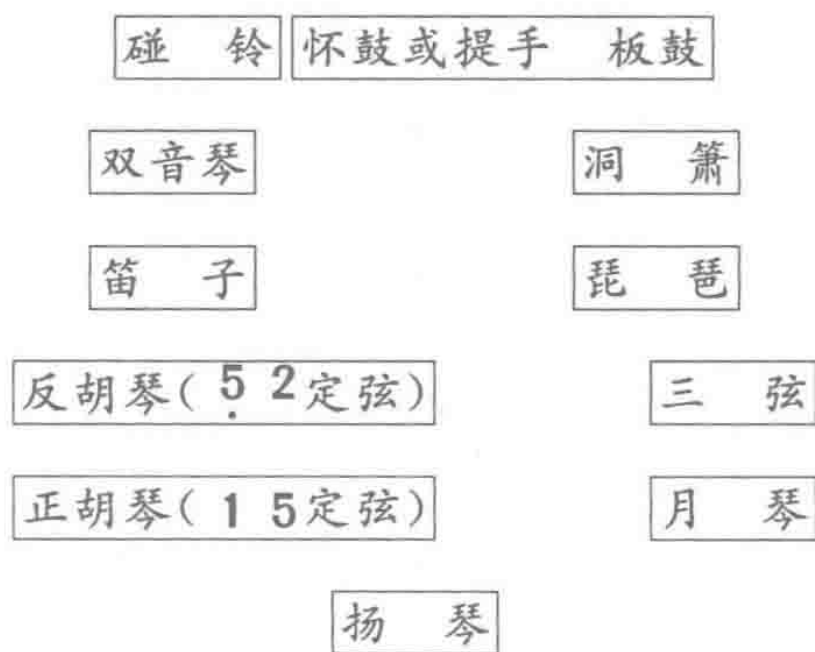 碰 铃 怀鼓或提手 板鼓
双音琴 洞 箫
笛 子 琵 琶
反胡琴(5̣ 2定弦) 三 弦
正胡琴(1 5定弦) 月 琴
扬 琴